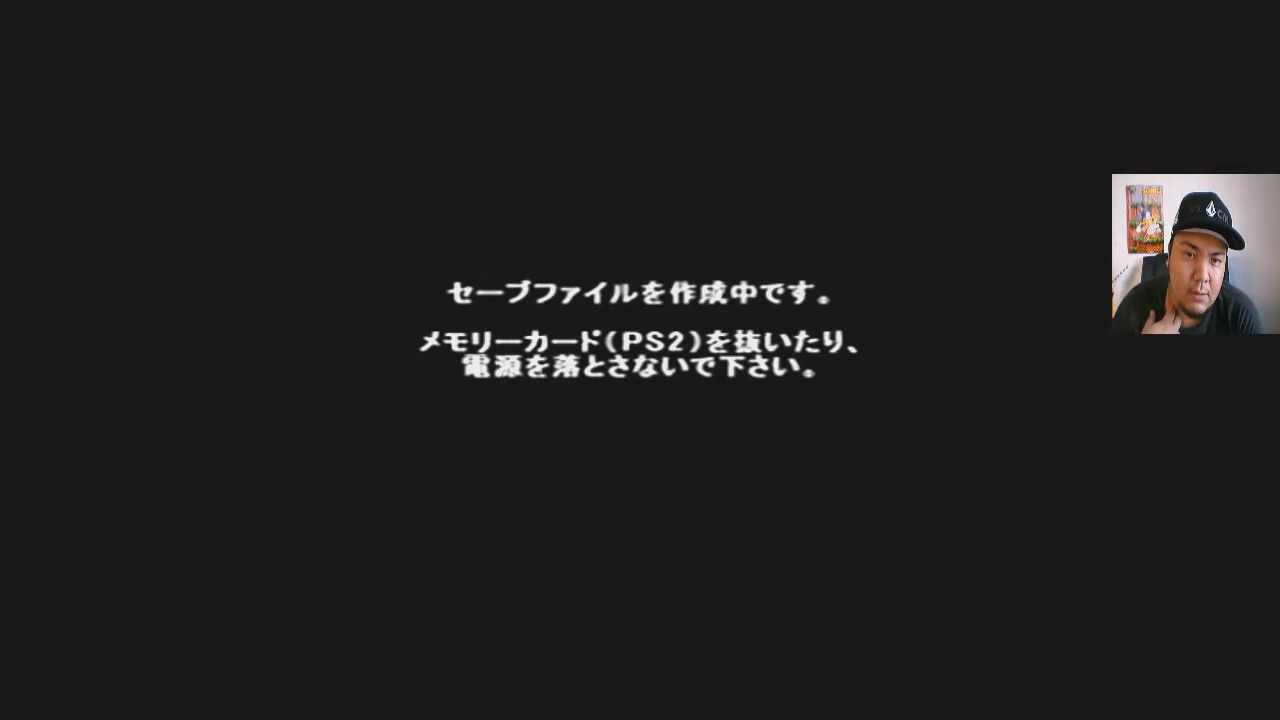 セーブファイルを作成中です。
メモリーカード(PS2)を抜いたり、
電源を落とさないで下さい。